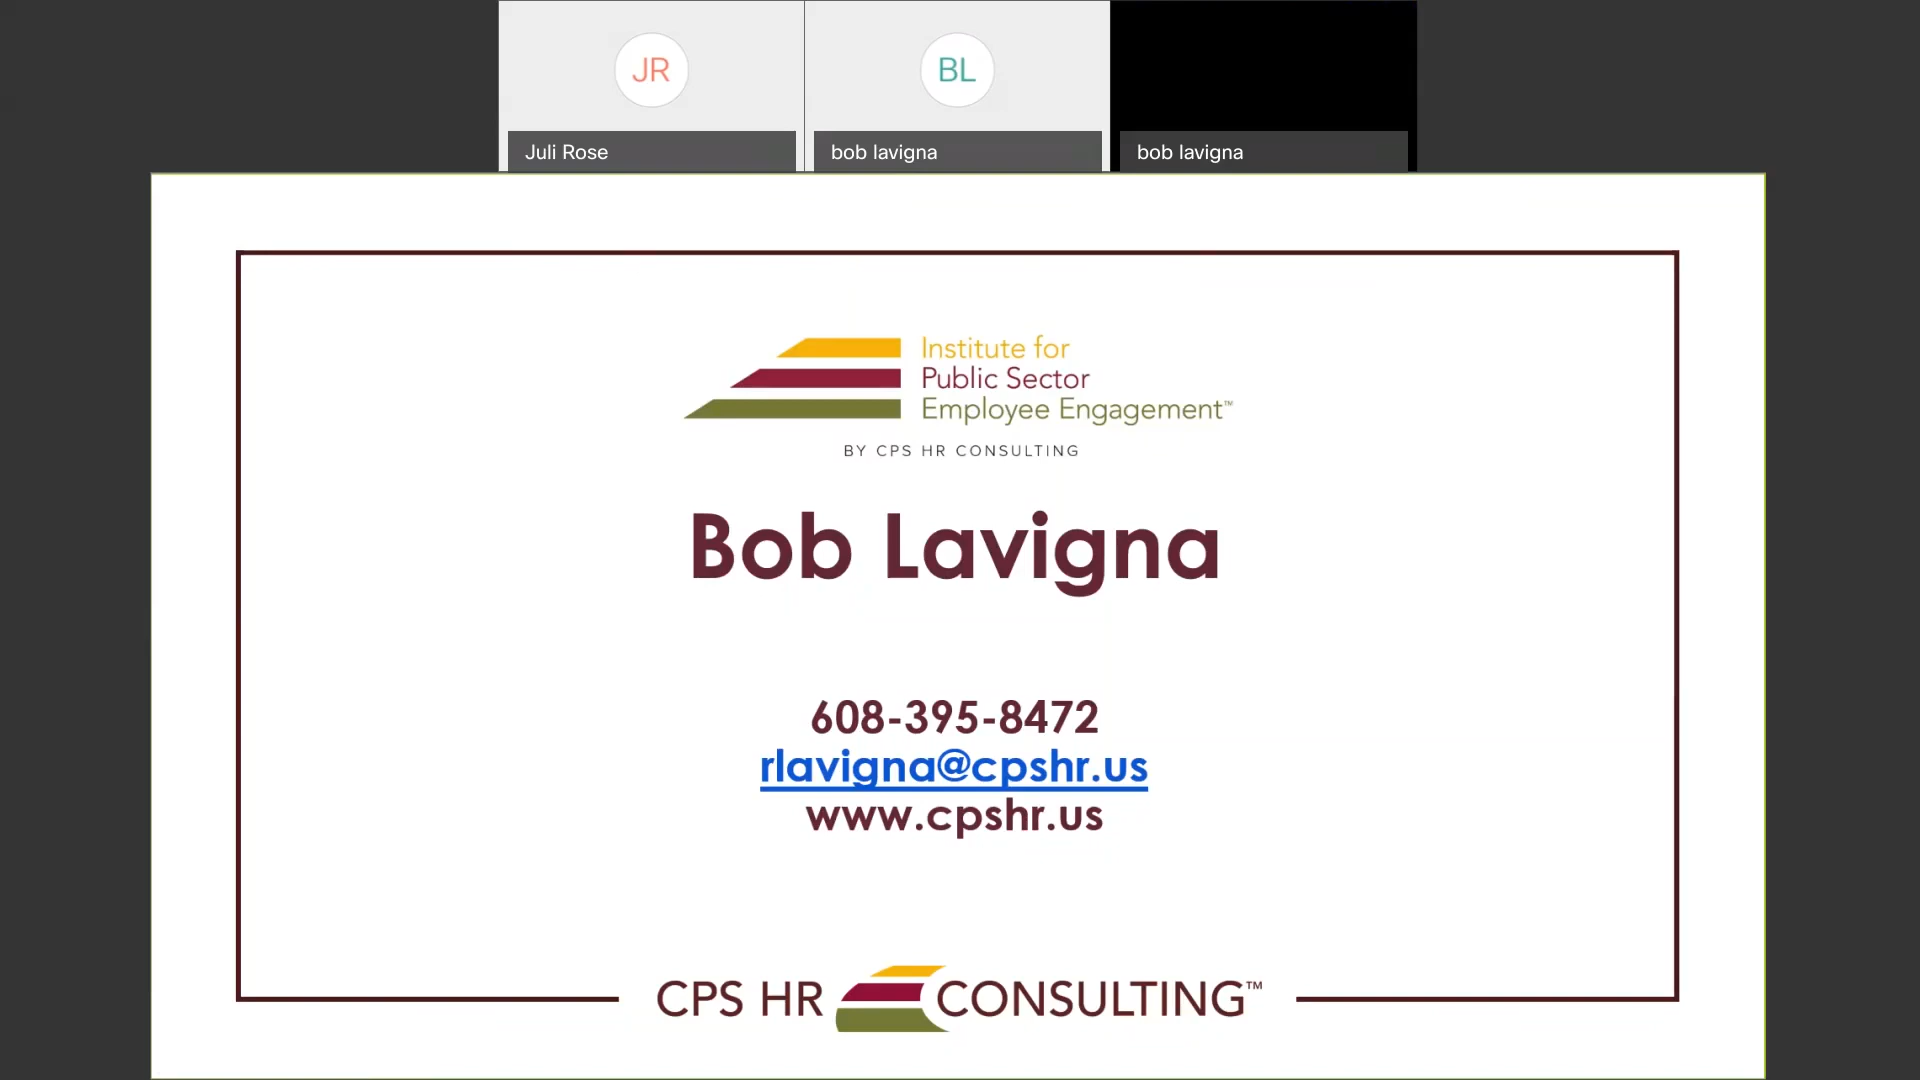 JR
BL
Juli Rose
bob lavigna
bob lavigna
Institute for
Public Sector
Employee Engagement™
BY CPS HR CONSULTING
Bob Lavigna
608-395-8472
rlavigna@cpshr.us
www.cpshr.us
CPS HR CONSULTING™